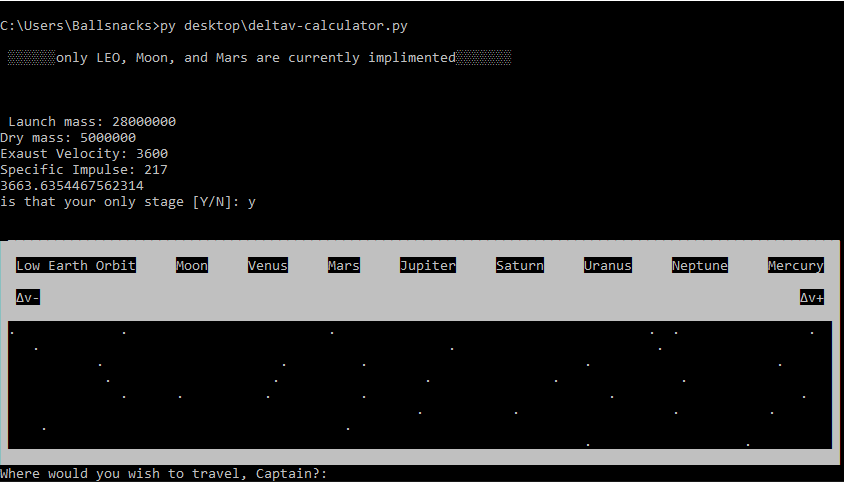 C:\Users\Ballsnacks>py desktop\deltav-calculator.py
░░░░░░only LEO, Moon, and Mars are currently implimented░░░░░░░
Launch mass: 28000000
Dry mass: 5000000
Exaust Velocity: 3600
Specific Impulse: 217
3663.6354467562314
is that your only stage [Y/N]: y
Low Earth Orbit Moon Venus Mars Jupiter Saturn Uranus Neptune Mercury
Δv- Δv+
Where would you wish to travel, Captain?: